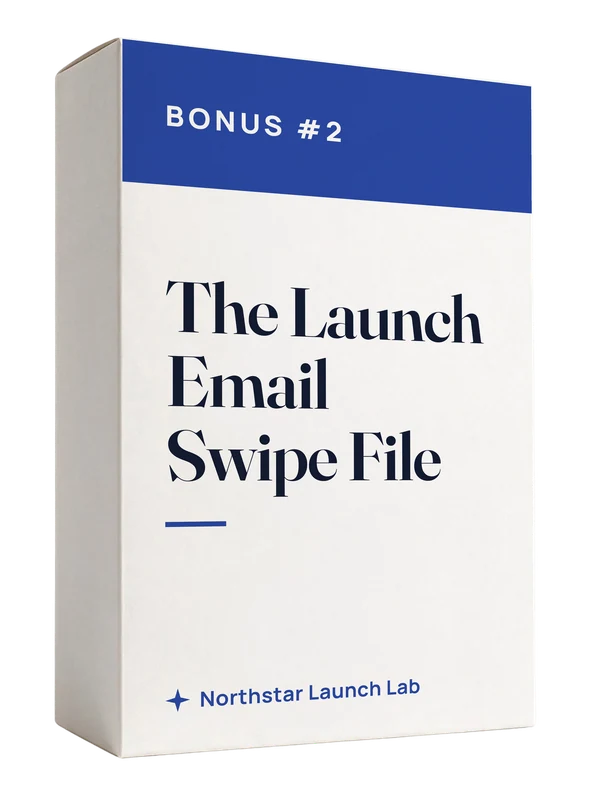 BONUS #2
The Launch
Email
Swipe File
Northstar Launch Lab